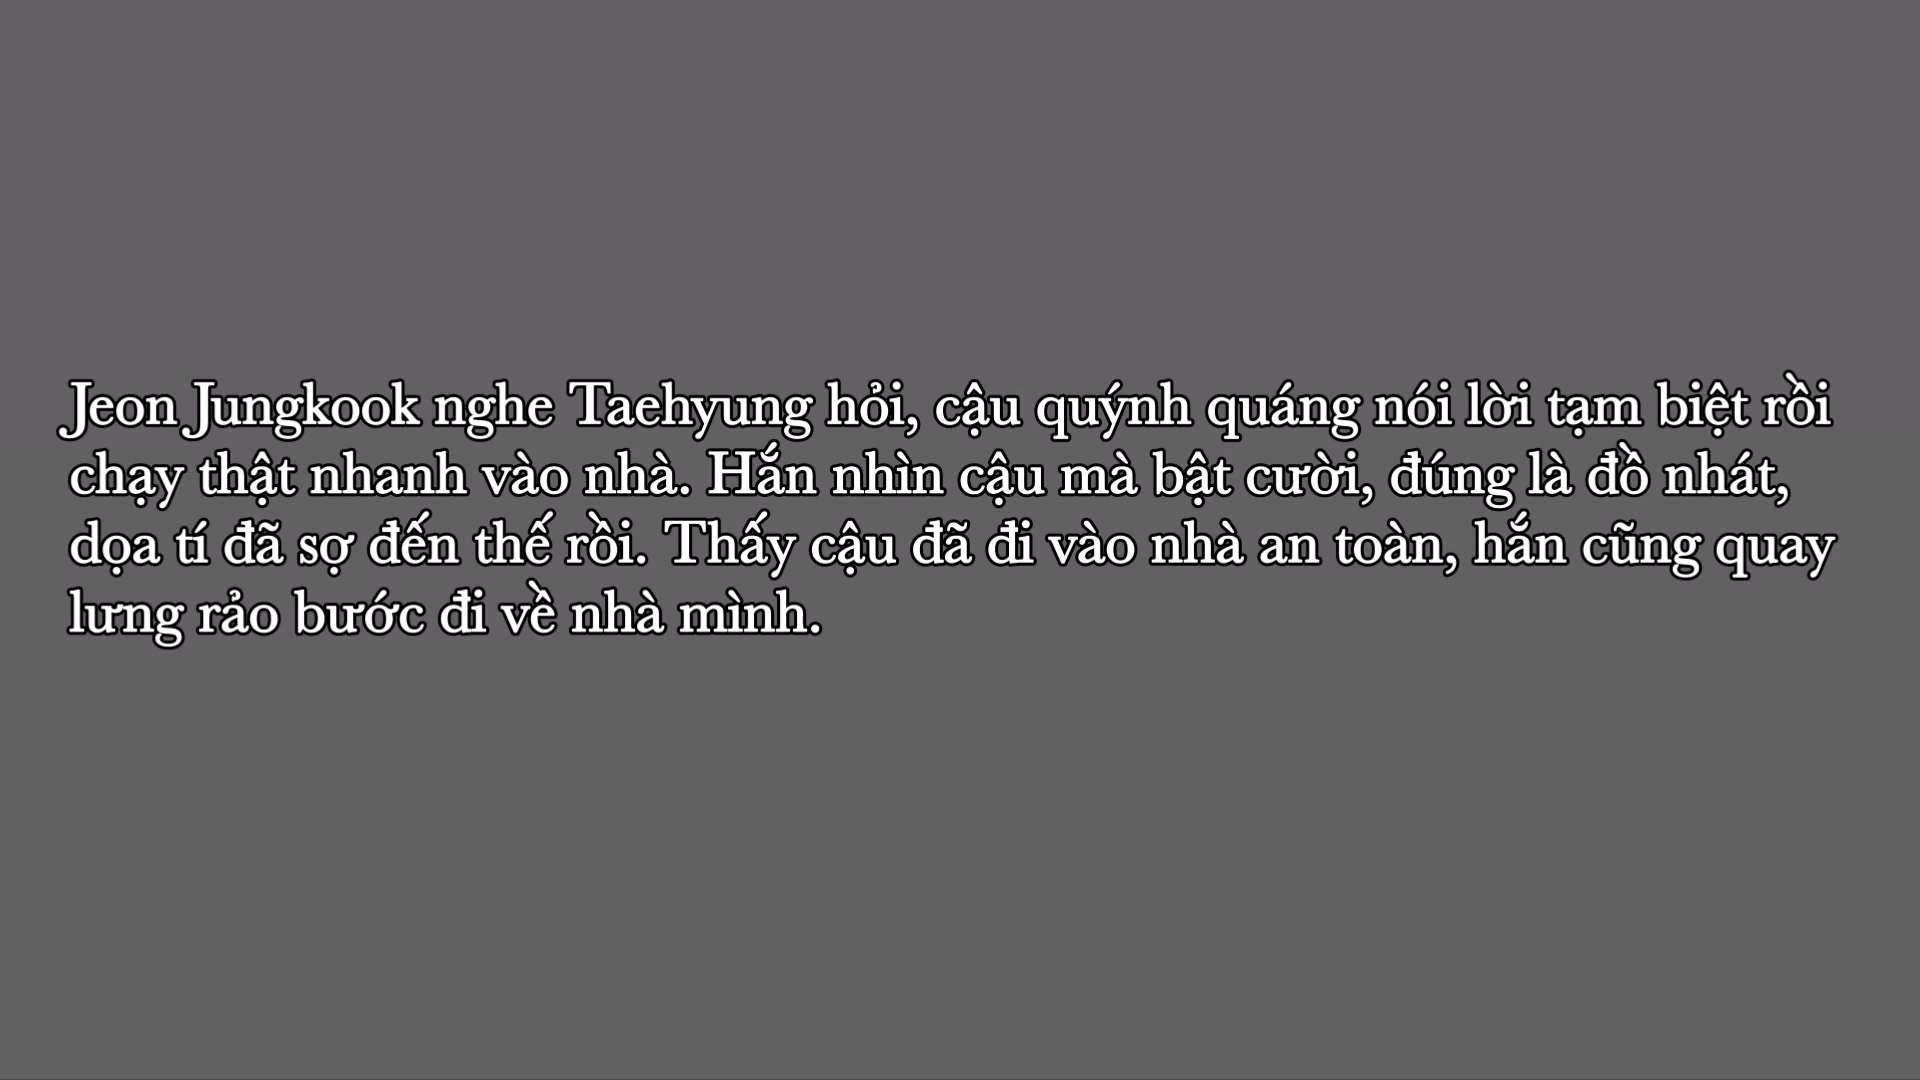 Jeon Jungkook nghe Taehyung hỏi, cậu quýnh quáng nói lời tạm biệt rồi
chạy thật nhanh vào nhà. Hắn nhìn cậu mà bật cười, đúng là đồ nhát,
dọa tí đã sợ đến thế rồi. Thấy cậu đã đi vào nhà an toàn, hắn cũng quay
lưng rảo bước đi về nhà mình.